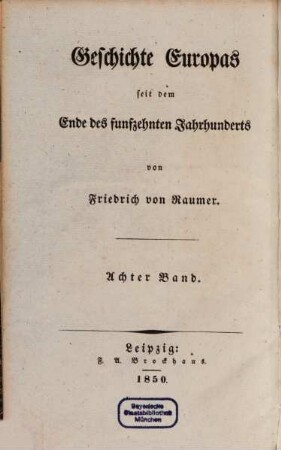 Geschichte Europas
seit dem
Ende des funfzehnten Jahrhunderts
von
Friedrich von Raumer.
Achter Band.
Leipzig:
F. A. Brockhaus.
1850.
Bayerische
Staatsbibliothek
München